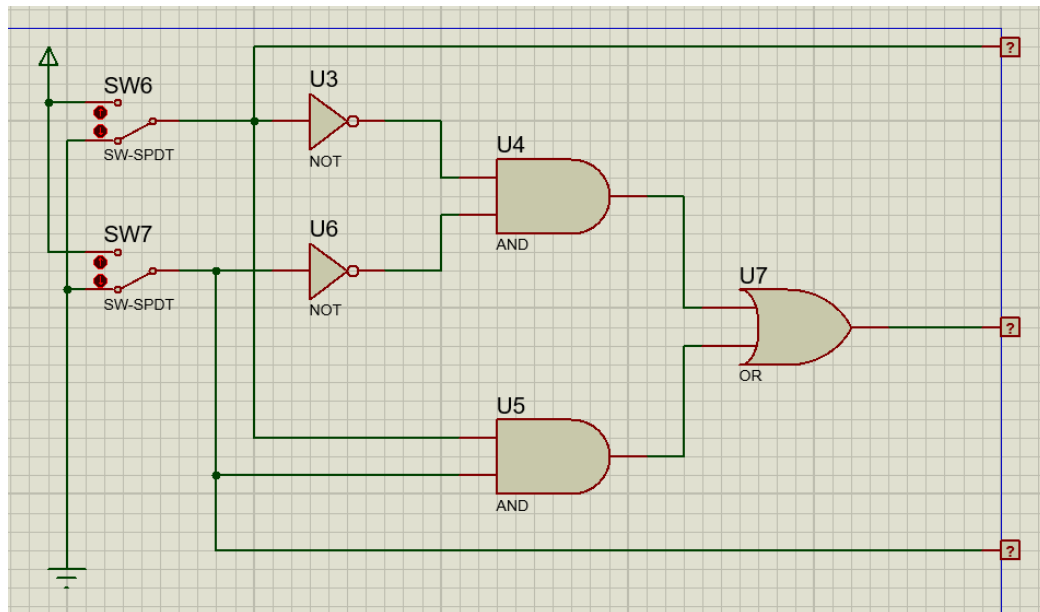 ?
SW6
SW-SPDT
U3
NOT
U4
AND
SW7
SW-SPDT
U6
NOT
U7
OR
?
U5
AND
?